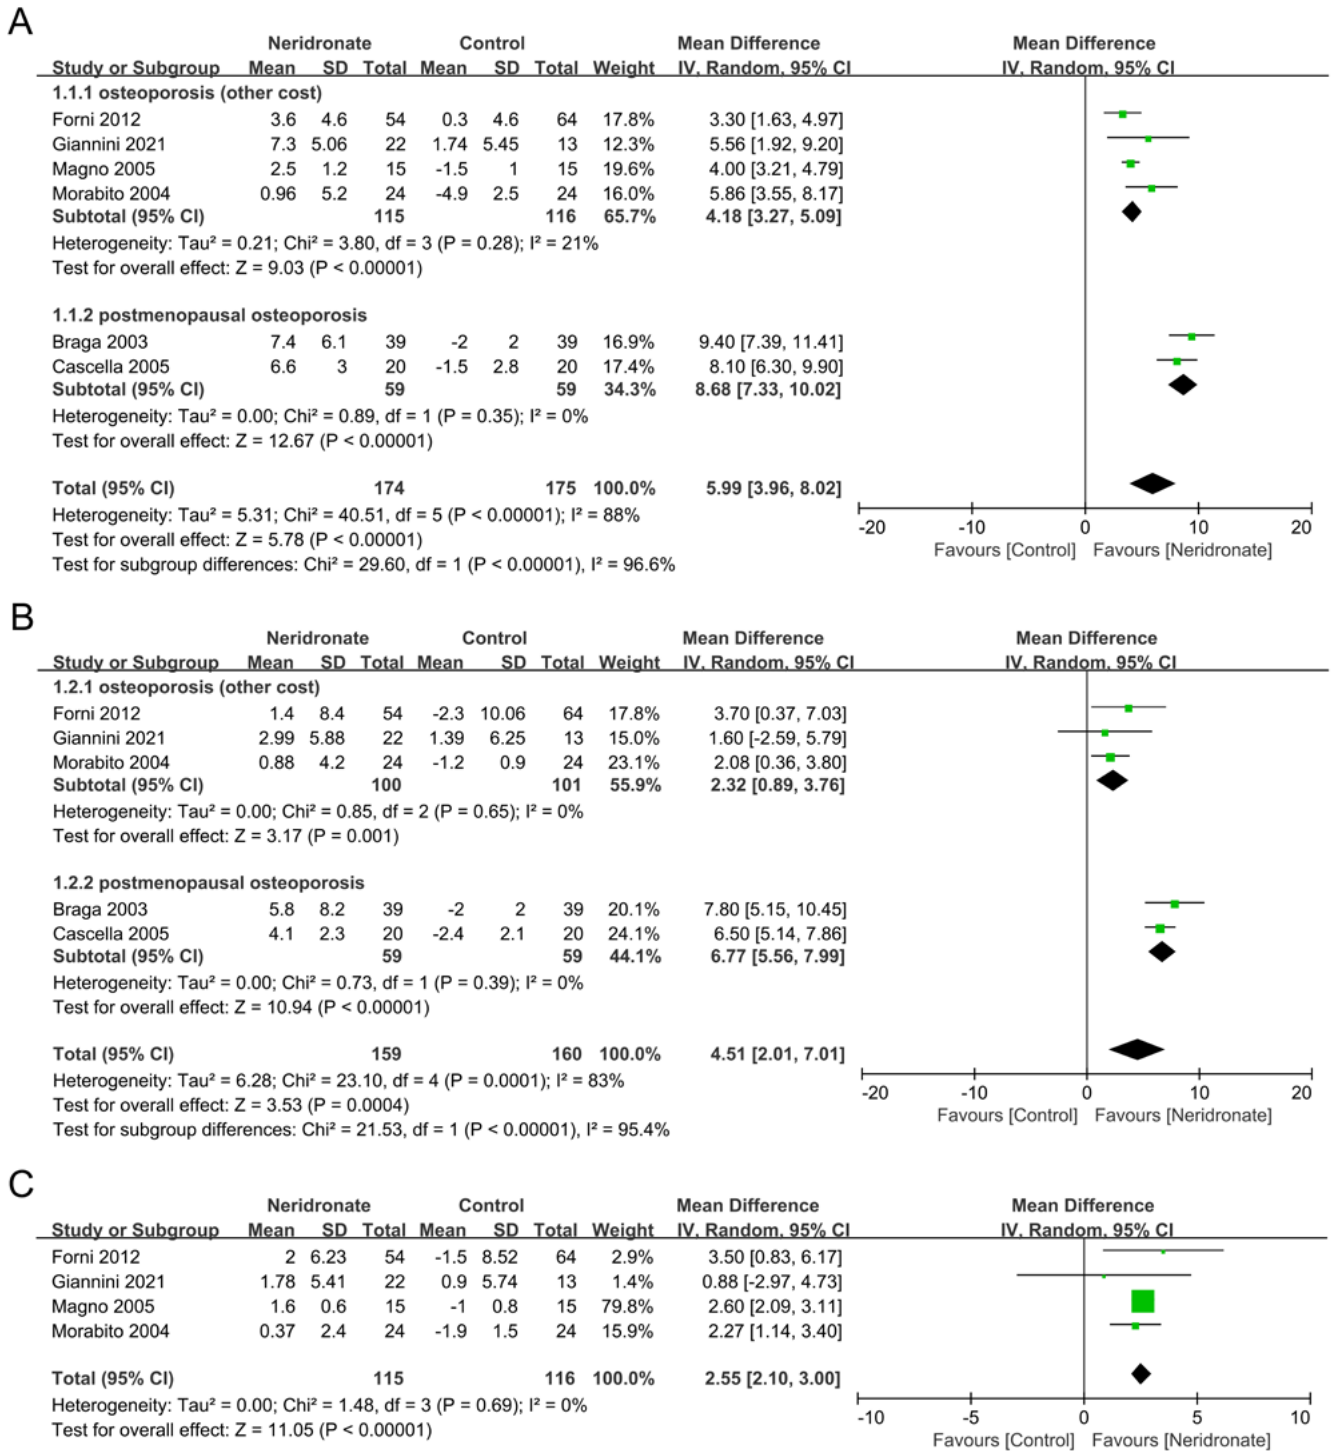 A
Neridronate Control Mean Difference Mean Difference
Study or Subgroup Mean SD Total Mean SD Total Weight IV, Random, 95% CI IV, Random, 95% CI
1.1.1 osteoporosis (other cost)
Forni 2012 3.6 4.6 54 0.3 4.6 64 17.8% 3.30 [1.63, 4.97]
Giannini 2021 7.3 5.06 22 1.74 5.45 13 12.3% 5.56 [1.92, 9.20]
Magno 2005 2.5 1.2 15 -1.5 1 15 19.6% 4.00 [3.21, 4.79]
Morabito 2004 0.96 5.2 24 -4.9 2.5 24 16.0% 5.86 [3.55, 8.17]
Subtotal (95% CI) 115 116 65.7% 4.18 [3.27, 5.09]
Heterogeneity: Tau² = 0.21; Chi² = 3.80, df = 3 (P = 0.28); I² = 21%
Test for overall effect: Z = 9.03 (P < 0.00001)
1.1.2 postmenopausal osteoporosis
Braga 2003 7.4 6.1 39 -2 2 39 16.9% 9.40 [7.39, 11.41]
Cascella 2005 6.6 3 20 -1.5 2.8 20 17.4% 8.10 [6.30, 9.90]
Subtotal (95% CI) 59 59 34.3% 8.68 [7.33, 10.02]
Heterogeneity: Tau² = 0.00; Chi² = 0.89, df = 1 (P = 0.35); I² = 0%
Test for overall effect: Z = 12.67 (P < 0.00001)
Total (95% CI) 174 175 100.0% 5.99 [3.96, 8.02]
Heterogeneity: Tau² = 5.31; Chi² = 40.51, df = 5 (P < 0.00001); I² = 88%
Test for overall effect: Z = 5.78 (P < 0.00001)
Test for subgroup differences: Chi² = 29.60, df = 1 (P < 0.00001), I² = 96.6%
-20 -10 0 10 20
Favours [Control] Favours [Neridronate]
B
Neridronate Control Mean Difference Mean Difference
Study or Subgroup Mean SD Total Mean SD Total Weight IV, Random, 95% CI IV, Random, 95% CI
1.2.1 osteoporosis (other cost)
Forni 2012 1.4 8.4 54 -2.3 10.06 64 17.8% 3.70 [0.37, 7.03]
Giannini 2021 2.99 5.88 22 1.39 6.25 13 15.0% 1.60 [-2.59, 5.79]
Morabito 2004 0.88 4.2 24 -1.2 0.9 24 23.1% 2.08 [0.36, 3.80]
Subtotal (95% CI) 100 101 55.9% 2.32 [0.89, 3.76]
Heterogeneity: Tau² = 0.00; Chi² = 0.85, df = 2 (P = 0.65); I² = 0%
Test for overall effect: Z = 3.17 (P = 0.001)
1.2.2 postmenopausal osteoporosis
Braga 2003 5.8 8.2 39 -2 2 39 20.1% 7.80 [5.15, 10.45]
Cascella 2005 4.1 2.3 20 -2.4 2.1 20 24.1% 6.50 [5.14, 7.86]
Subtotal (95% CI) 59 59 44.1% 6.77 [5.56, 7.99]
Heterogeneity: Tau² = 0.00; Chi² = 0.73, df = 1 (P = 0.39); I² = 0%
Test for overall effect: Z = 10.94 (P < 0.00001)
Total (95% CI) 159 160 100.0% 4.51 [2.01, 7.01]
Heterogeneity: Tau² = 6.28; Chi² = 23.10, df = 4 (P = 0.0001); I² = 83%
Test for overall effect: Z = 3.53 (P = 0.0004)
Test for subgroup differences: Chi² = 21.53, df = 1 (P < 0.00001), I² = 95.4%
-20 -10 0 10 20
Favours [Control] Favours [Neridronate]
C
Neridronate Control Mean Difference Mean Difference
Study or Subgroup Mean SD Total Mean SD Total Weight IV, Random, 95% CI IV, Random, 95% CI
Forni 2012 2 6.23 54 -1.5 8.52 64 2.9% 3.50 [0.83, 6.17]
Giannini 2021 1.78 5.41 22 0.9 5.74 13 1.4% 0.88 [-2.97, 4.73]
Magno 2005 1.6 0.6 15 -1 0.8 15 79.8% 2.60 [2.09, 3.11]
Morabito 2004 0.37 2.4 24 -1.9 1.5 24 15.9% 2.27 [1.14, 3.40]
Total (95% CI) 115 116 100.0% 2.55 [2.10, 3.00]
Heterogeneity: Tau² = 0.00; Chi² = 1.48, df = 3 (P = 0.69); I² = 0%
Test for overall effect: Z = 11.05 (P < 0.00001)
-10 -5 0 5 10
Favours [Control] Favours [Neridronate]